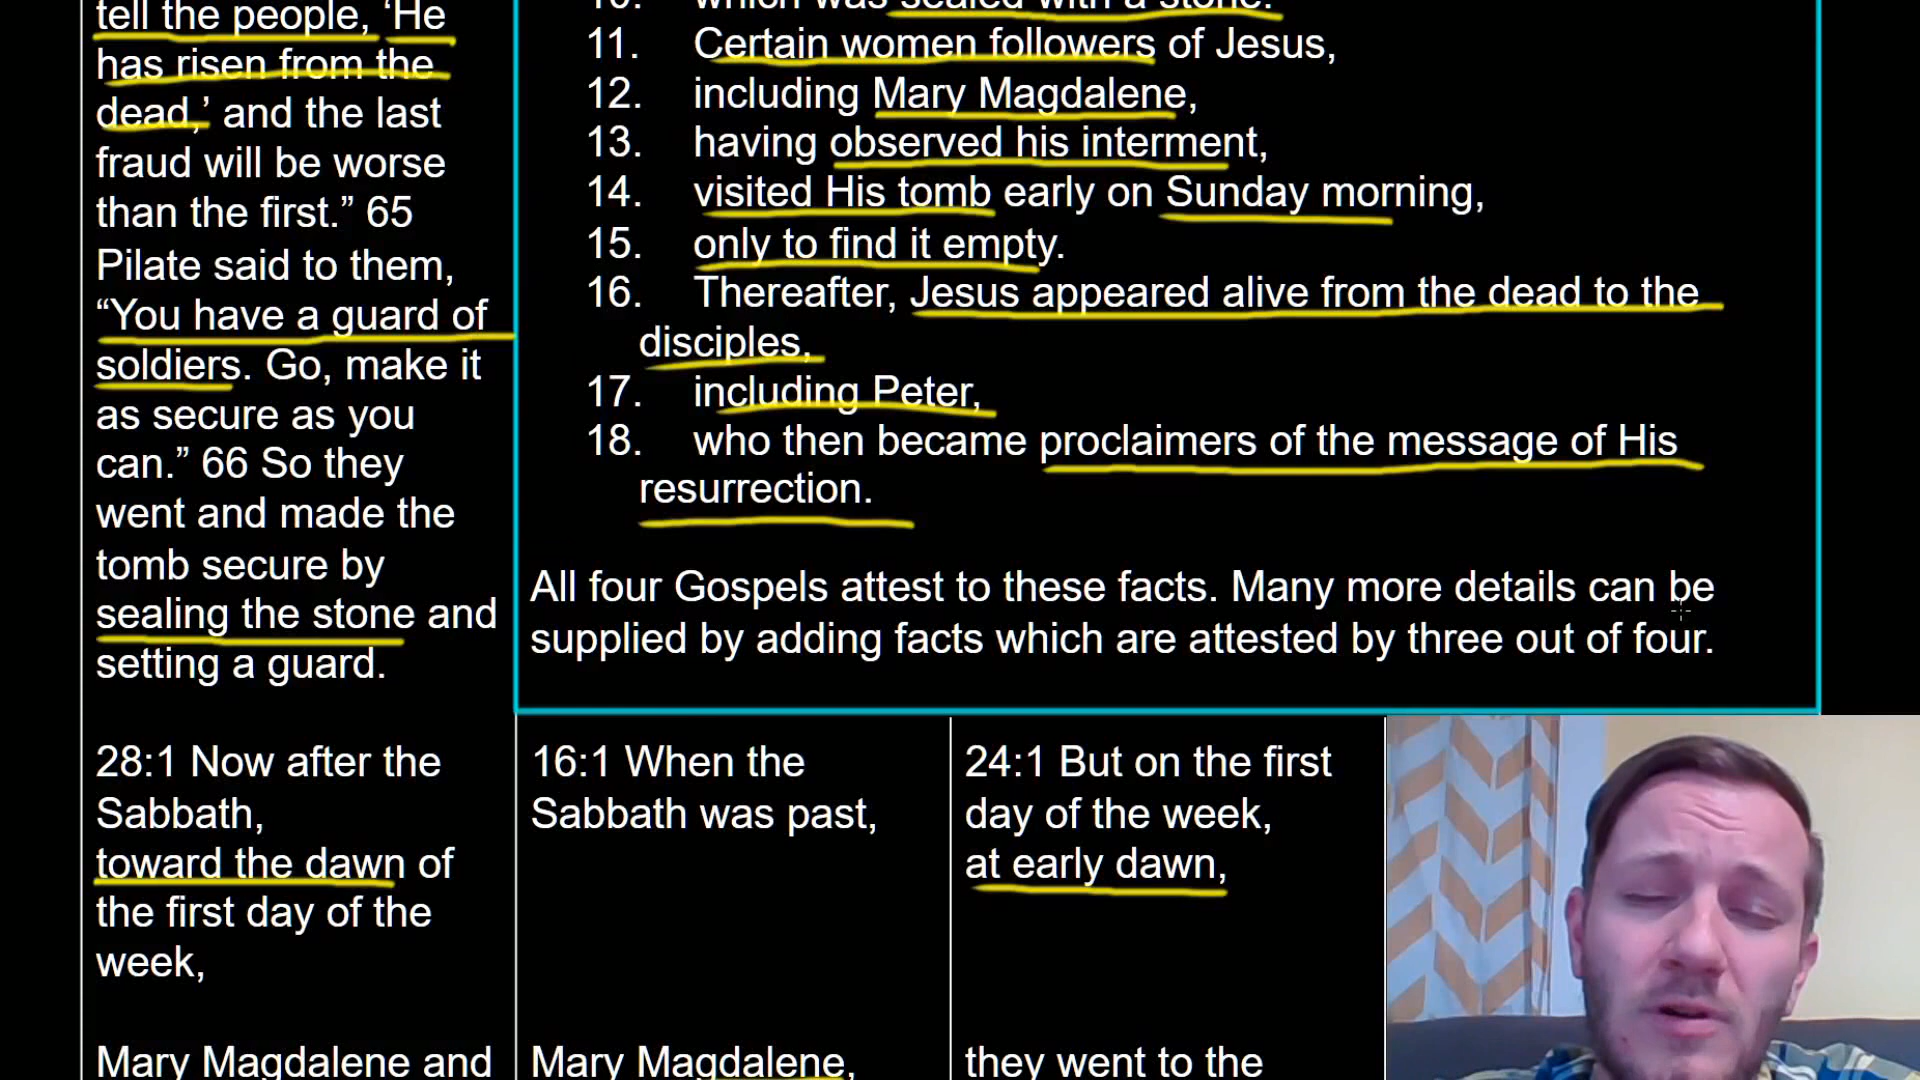 tell the people, ‘He
has risen from the
dead,’ and the last
fraud will be worse
than the first.” 65
Pilate said to them,
“You have a guard of
soldiers. Go, make it
as secure as you
can.” 66 So they
went and made the
tomb secure by
sealing the stone and
setting a guard.
10. which was sealed with a stone.
11. Certain women followers of Jesus,
12. including Mary Magdalene,
13. having observed his interment,
14. visited His tomb early on Sunday morning,
15. only to find it empty.
16. Thereafter, Jesus appeared alive from the dead to the
disciples,
17. including Peter,
18. who then became proclaimers of the message of His
resurrection.
All four Gospels attest to these facts. Many more details can be
supplied by adding facts which are attested by three out of four.
28:1 Now after the
Sabbath,
toward the dawn of
the first day of the
week,
Mary Magdalene and
16:1 When the
Sabbath was past,
Mary Magdalene,
24:1 But on the first
day of the week,
at early dawn,
they went to the